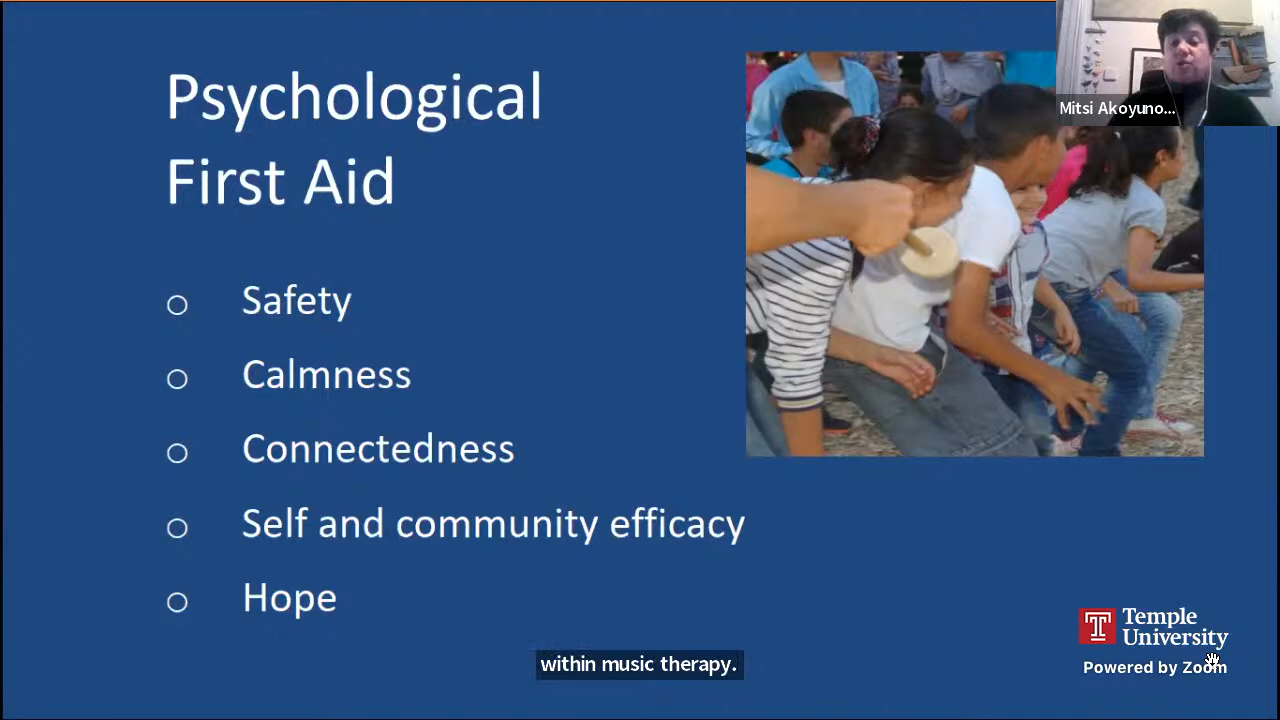 Psychological
First Aid
Safety
Calmness
Connectedness
Self and community efficacy
Hope
Mitsi Akoyuno...
within music therapy.
Temple
University
Powered by Zoom